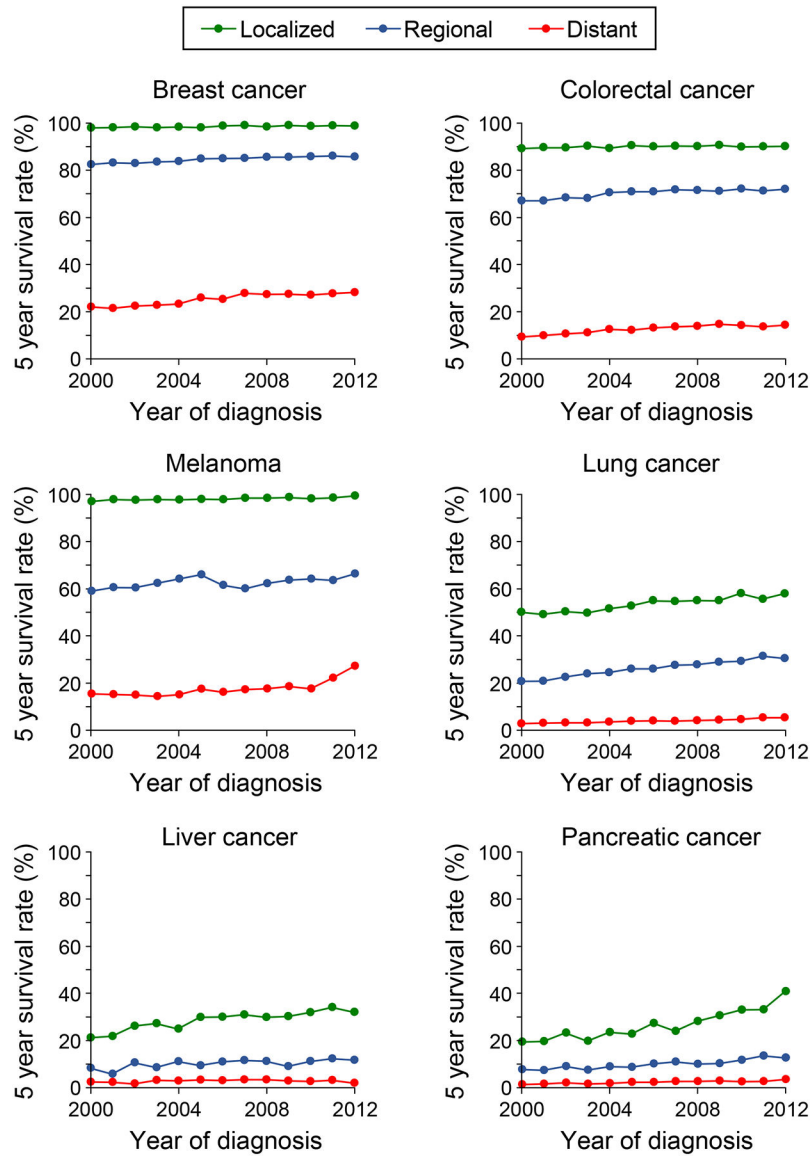 Localized Regional Distant
Breast cancer
5 year survival rate (%)
100
80
60
40
20
0
2000 2004 2008 2012
Year of diagnosis
Colorectal cancer
5 year survival rate (%)
100
80
60
40
20
0
2000 2004 2008 2012
Year of diagnosis
Melanoma
5 year survival rate (%)
100
80
60
40
20
0
2000 2004 2008 2012
Year of diagnosis
Lung cancer
5 year survival rate (%)
100
80
60
40
20
0
2000 2004 2008 2012
Year of diagnosis
Liver cancer
5 year survival rate (%)
100
80
60
40
20
0
2000 2004 2008 2012
Year of diagnosis
Pancreatic cancer
5 year survival rate (%)
100
80
60
40
20
0
2000 2004 2008 2012
Year of diagnosis